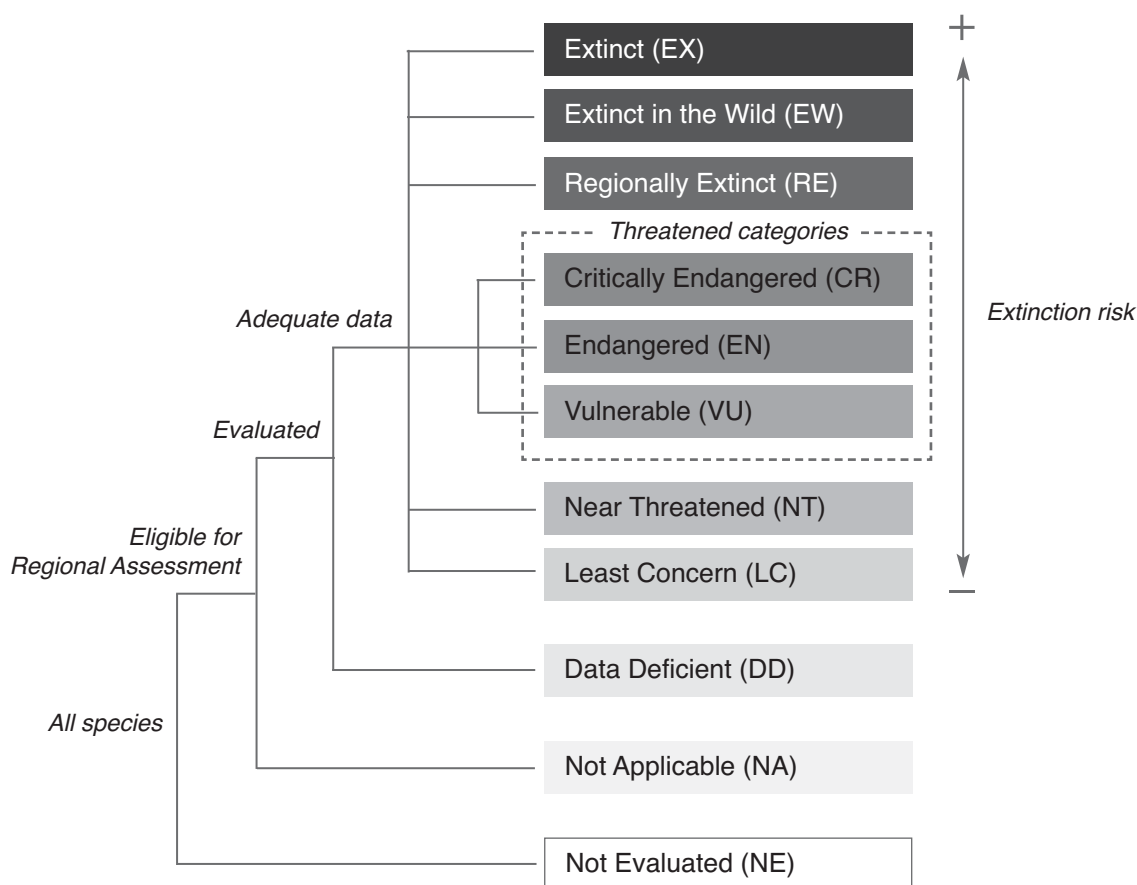 +
Extinct (EX)
Extinct in the Wild (EW)
Regionally Extinct (RE)
Threatened categories
Critically Endangered (CR)
Adequate data
Extinction risk
Endangered (EN)
Vulnerable (VU)
Evaluated
Near Threatened (NT)
Eligible for
Regional Assessment
Least Concern (LC)
—
Data Deficient (DD)
All species
Not Applicable (NA)
Not Evaluated (NE)